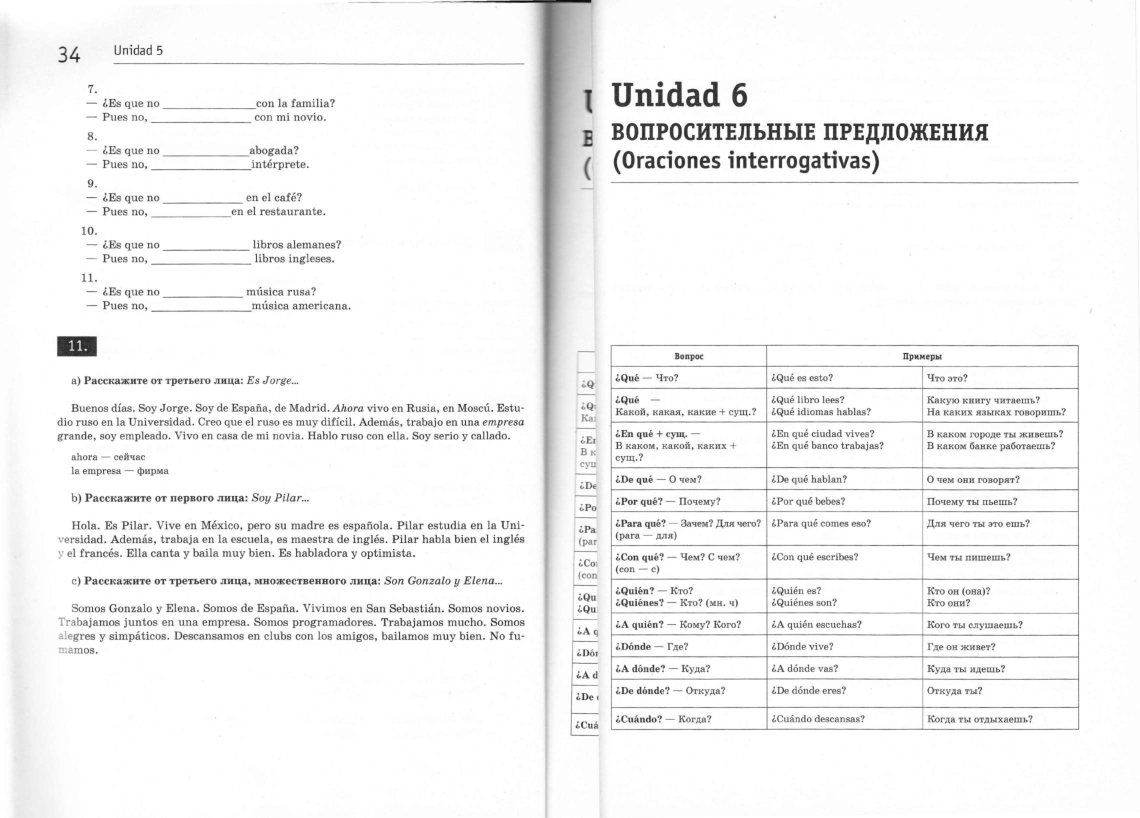 34 Unidad 5
7.
— ¿Es que no ______________con la familia?
— Pues no, _______________ con mi novio.
8.
— ¿Es que no _____________abogada?
— Pues no, _______________intérprete.
9.
— ¿Es que no ____________ en el café?
— Pues no, ____________en el restaurante.
10.
— ¿Es que no _____________ libros alemanes?
— Pues no, _______________ libros ingleses.
11.
— ¿Es que no ____________ música rusa?
— Pues no, _______________música americana.
11.
a) Расскажите от третьего лица: Es Jorge...
Buenos días. Soy Jorge. Soy de España, de Madrid. Ahora vivo en Rusia, en Moscú. Estu-
dio ruso en la Universidad. Creo que el ruso es muy difícil. Además, trabajo en una empresa
grande, soy empleado. Vivo en casa de mi novia. Hablo ruso con ella. Soy serio y callado.
ahora — сейчас
la empresa — фирма
b) Расскажите от первого лица: Soy Pilar...
Hola. Es Pilar. Vive en México, pero su madre es española. Pilar estudia en la Uni-
versidad. Además, trabaja en la escuela, es maestra de inglés. Pilar habla bien el inglés
y el francés. Ella canta y baila muy bien. Es habladora y optimista.
c) Расскажите от третьего лица, множественного лица: Son Gonzalo y Elena...
Somos Gonzalo y Elena. Somos de España. Vivimos en San Sebastián. Somos novios.
Trabajamos juntos en una empresa. Somos programadores. Trabajamos mucho. Somos
alegres y simpáticos. Descansamos en clubs con los amigos, bailamos muy bien. No fu-
mamos.
Unidad 6
ВОПРОСИТЕЛЬНЫЕ ПРЕДЛОЖЕНИЯ
(Oraciones interrogativas)
Вопрос Примеры
¿Qué — Что? ¿Qué es esto? Что это?
¿Qué — ¿Qué libro lees? Какую книгу читаешь?
Какой, какая, какие + сущ.? ¿Qué idiomas hablas? На каких языках говоришь?
¿En qué + сущ. — ¿En qué ciudad vives? В каком городе ты живешь?
В каком, какой, каких + ¿En qué banco trabajas? В каком банке работаешь?
сущ.?
¿De qué — О чем? ¿De qué hablan? О чем они говорят?
¿Por qué? — Почему? ¿Por qué bebes? Почему ты пьешь?
¿Para qué? — Зачем? Для чего? ¿Para qué comes eso? Для чего ты это ешь?
(para — для)
¿Con qué? — Чем? С чем? ¿Con qué escribes? Чем ты пишешь?
(con — с)
¿Quién? — Кто? ¿Quién es? Кто он (она)?
¿Quiénes? — Кто? (мн. ч) ¿Quiénes son? Кто они?
¿A quién? — Кому? Кого? ¿A quién escuchas? Кого ты слушаешь?
¿Dónde — Где? ¿Dónde vive? Где он живет?
¿A dónde? — Куда? ¿A dónde vas? Куда ты идешь?
¿De dónde? — Откуда? ¿De dónde eres? Откуда ты?
¿Cuándo? — Когда? ¿Cuándo descansas? Когда ты отдыхаешь?